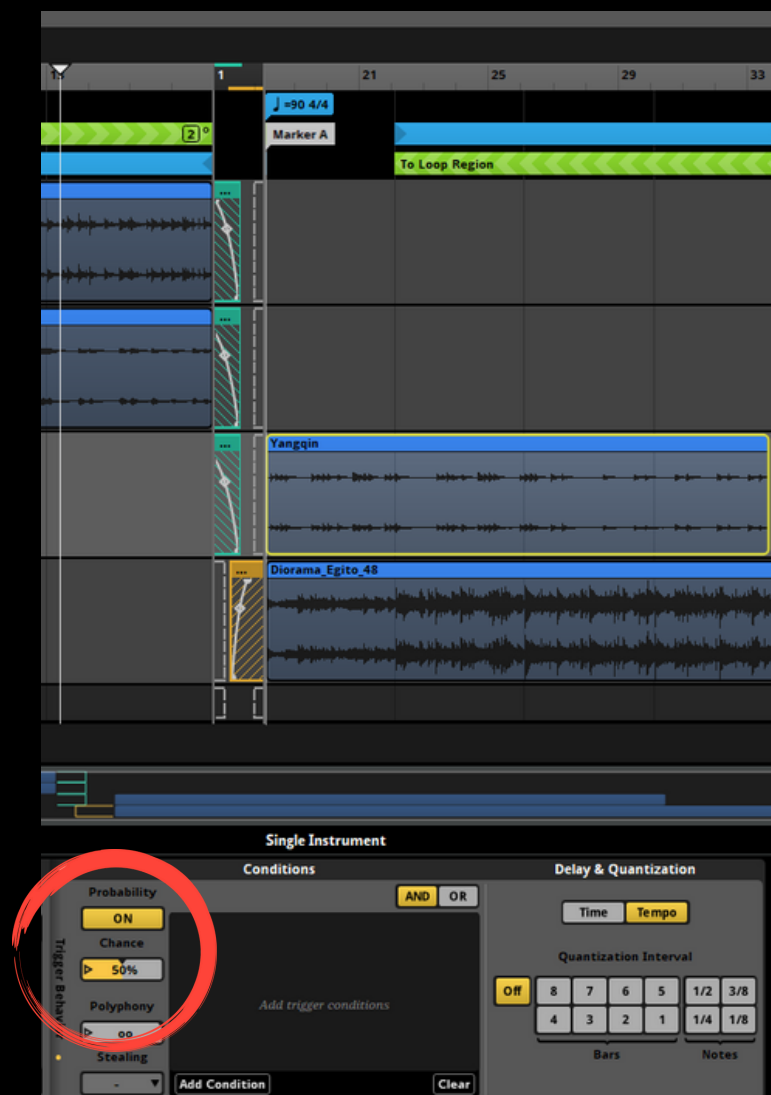 1
21
25
29
33
♩=90 4/4
2
Marker A
To Loop Region
...
...
...
Yangqin
...
Diorama_Egito_48
Single Instrument
Conditions
Delay & Quantization
Probability
ON
AND
OR
Time
Tempo
Chance
50%
Trigger Behavior
Quantization Interval
Add trigger conditions
Off
8
7
6
5
1/2
3/8
Polyphony
4
3
2
1
1/4
1/8
Bars
Notes
Stealing
-
Add Condition
Clear